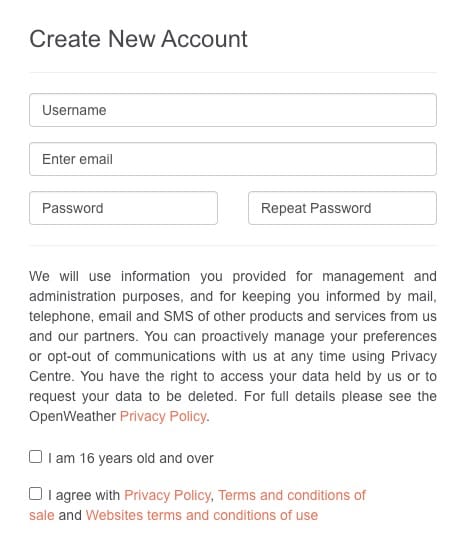 Create New Account
Username
Enter email
Password
Repeat Password
We will use information you provided for management and
administration purposes, and for keeping you informed by mail,
telephone, email and SMS of other products and services from us
and our partners. You can proactively manage your preferences
or opt-out of communications with us at any time using Privacy
Centre. You have the right to access your data held by us or to
request your data to be deleted. For full details please see the
OpenWeather Privacy Policy.
I am 16 years old and over
I agree with Privacy Policy, Terms and conditions of
sale and Websites terms and conditions of use